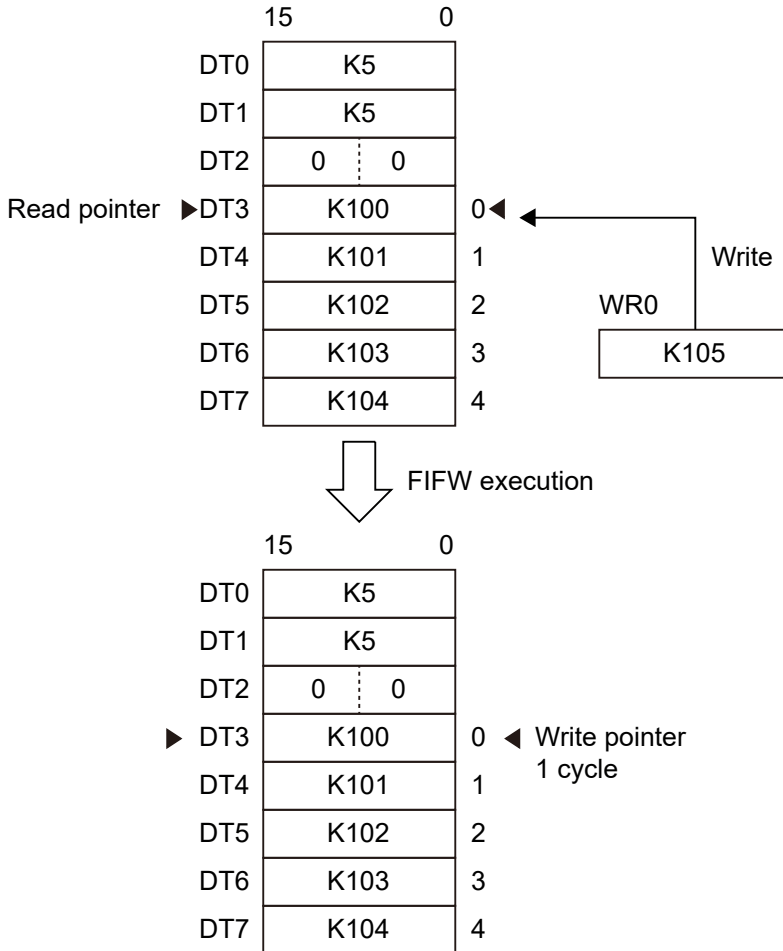 15 0
DT0 K5
DT1 K5
DT2 0 0
Read pointer DT3 K100 0
DT4 K101 1
Write
DT5 K102 2
WR0
DT6 K103 3
K105
DT7 K104 4
FIFW execution
15 0
DT0 K5
DT1 K5
DT2 0 0
DT3 K100 0 Write pointer
1 cycle
DT4 K101 1
DT5 K102 2
DT6 K103 3
DT7 K104 4